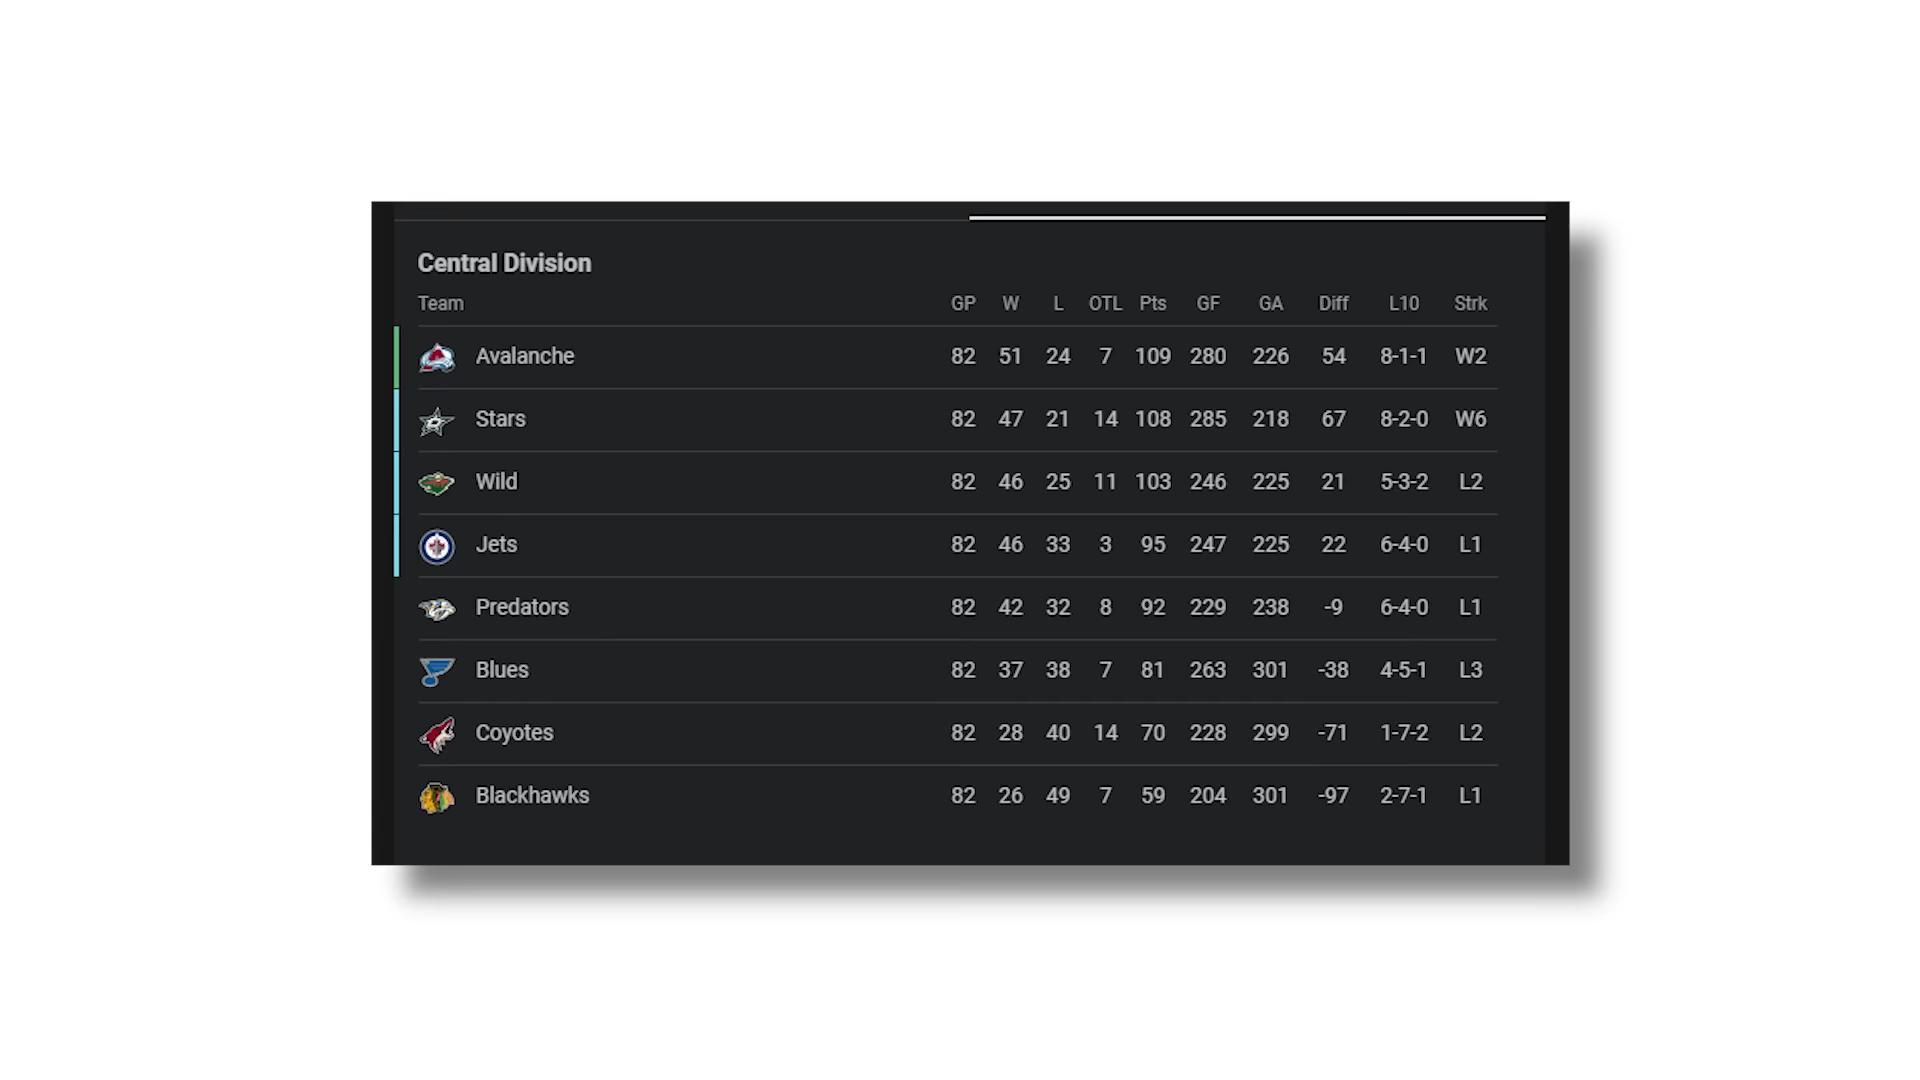 Central Division
Team GP W L OTL Pts GF GA Diff L10 Strk
Avalanche 82 51 24 7 109 280 226 54 8-1-1 W2
Stars 82 47 21 14 108 285 218 67 8-2-0 W6
Wild 82 46 25 11 103 246 225 21 5-3-2 L2
Jets 82 46 33 3 95 247 225 22 6-4-0 L1
Predators 82 42 32 8 92 229 238 -9 6-4-0 L1
Blues 82 37 38 7 81 263 301 -38 4-5-1 L3
Coyotes 82 28 40 14 70 228 299 -71 1-7-2 L2
Blackhawks 82 26 49 7 59 204 301 -97 2-7-1 L1